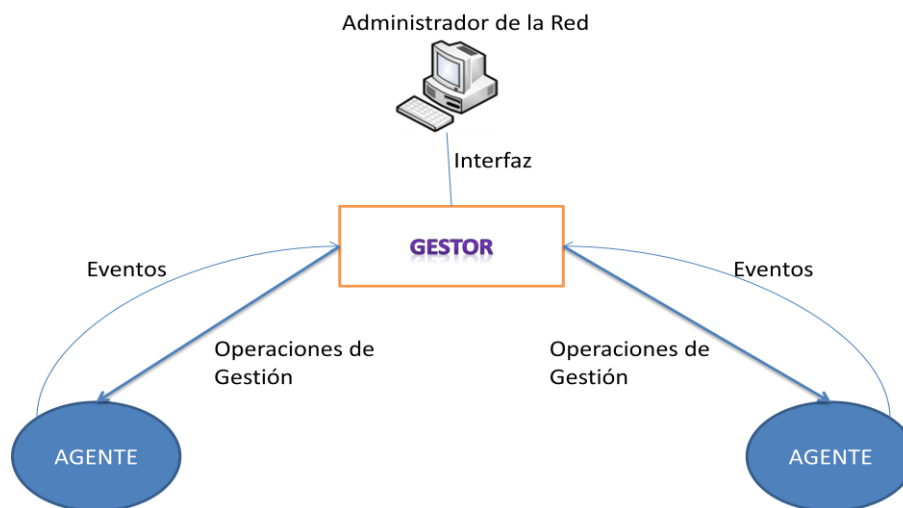 Administrador de la Red
Interfaz
GESTOR
Eventos
Eventos
Operaciones de
Gestión
Operaciones de
Gestión
AGENTE
AGENTE